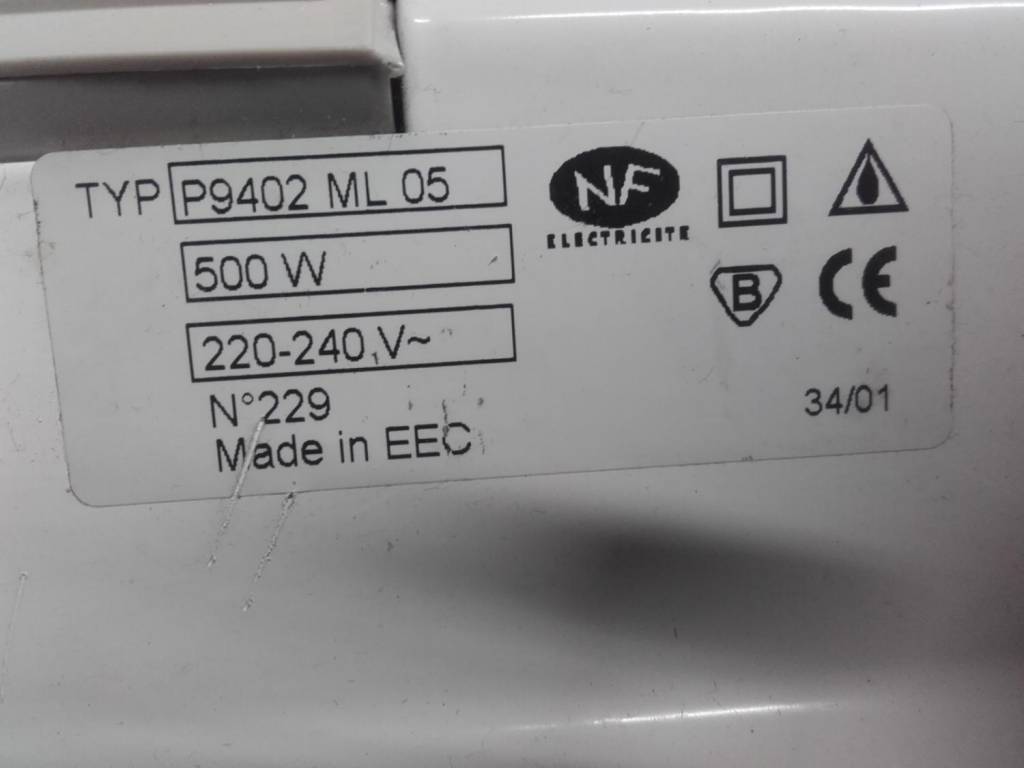 TYP P9402 ML 05
500 W
220-240 V~
N°229
Made in EEC
NF
ELECTRICITE
B
CE
34/01